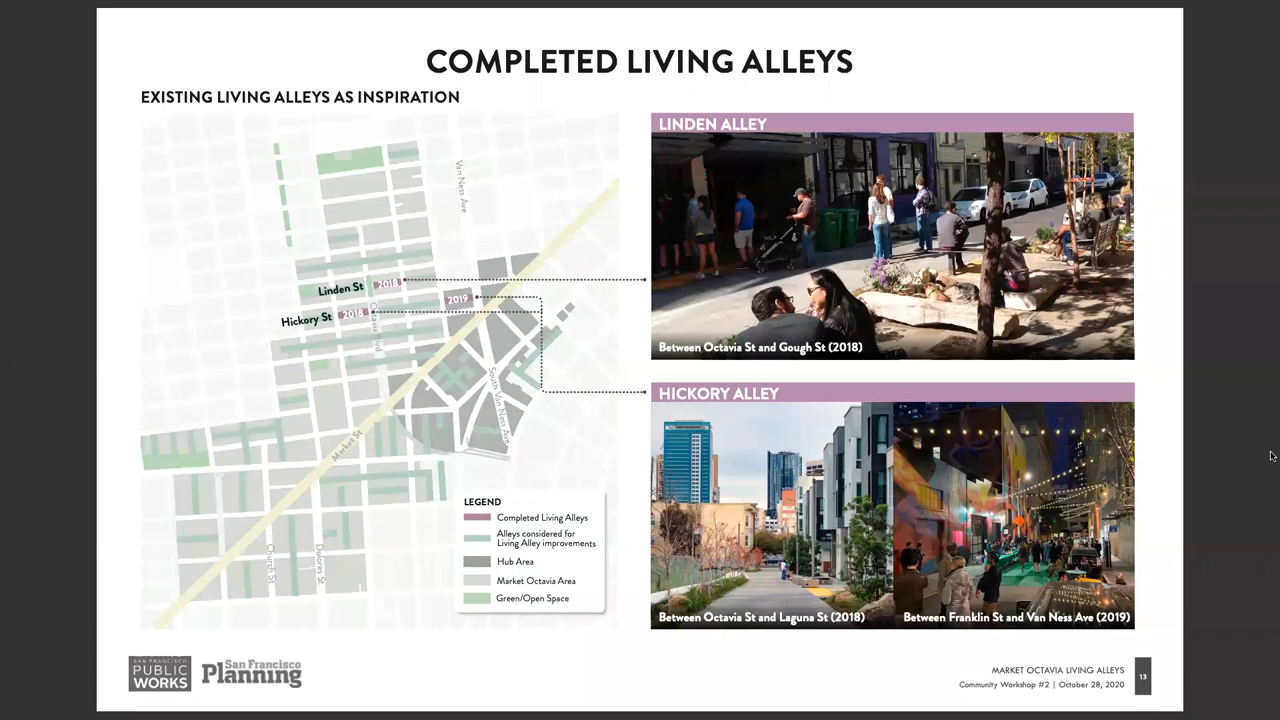 COMPLETED LIVING ALLEYS
EXISTING LIVING ALLEYS AS INSPIRATION
Van Ness Ave
Linden St
2018
2019
Hickory St
2018
Octavia Blvd
South Van Ness Ave
Market St
Church St
Dolores St
LEGEND
Completed Living Alleys
Alleys considered for
Living Alley improvements
Hub Area
Market Octavia Area
Green/Open Space
LINDEN ALLEY
Between Octavia St and Gough St (2018)
HICKORY ALLEY
Between Octavia St and Laguna St (2018)
Between Franklin St and Van Ness Ave (2019)
SAN FRANCISCO
PUBLIC
WORKS
San Francisco
Planning
MARKET OCTAVIA LIVING ALLEYS
Community Workshop #2 | October 28, 2020
13